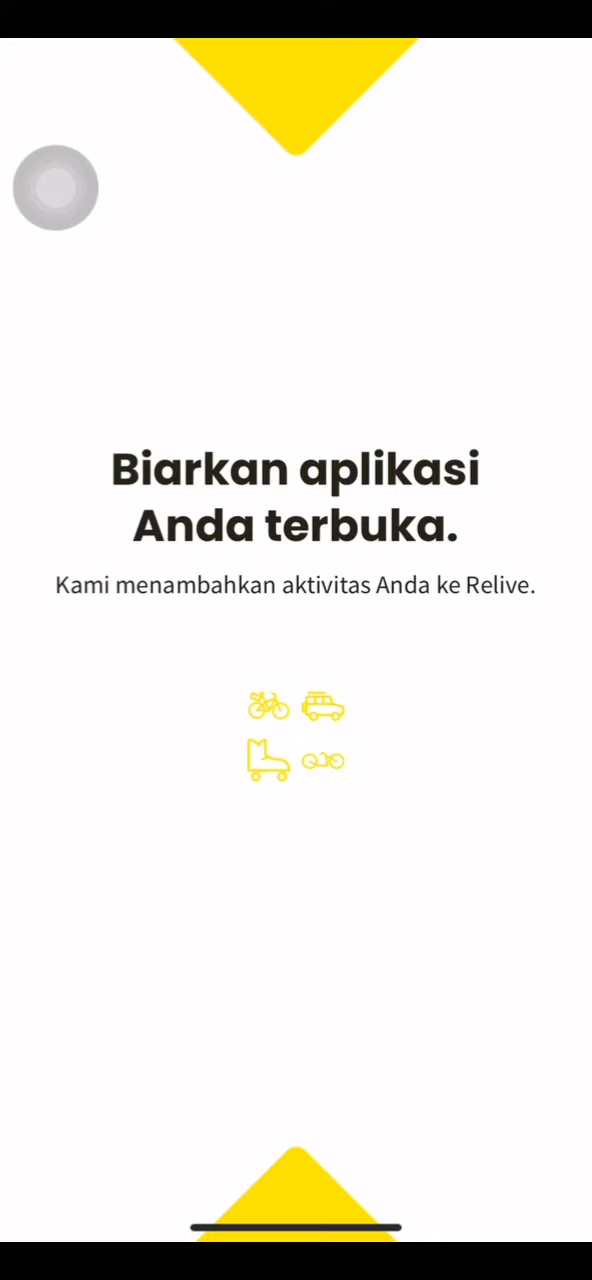 Biarkan aplikasi
Anda terbuka.
Kami menambahkan aktivitas Anda ke Relive.